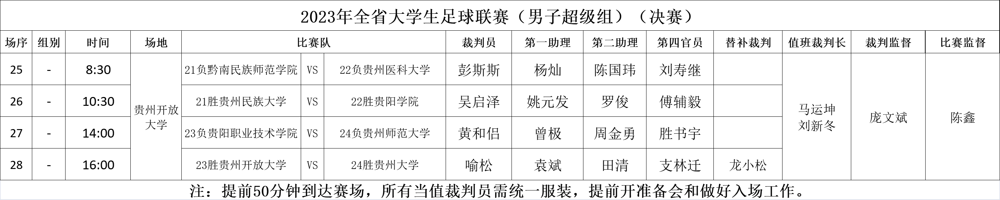 2023年全省大学生足球联赛（男子超级组）（决赛）
场序 组别 时间 场地 比赛队 裁判员 第一助理 第二助理 第四官员 替补裁判 值班裁判长 裁判监督 比赛监督
25 - 8:30 21负黔南民族师范学院 VS 22负贵州医科大学 彭斯斯 杨灿 陈国玮 刘寿继
26 - 10:30 21胜贵州民族大学 VS 22胜贵阳学院 吴启泽 姚元发 罗俊 傅辅毅
贵州开放
大学
马运坤
刘新冬
庞文斌
陈鑫
27 - 14:00 23负贵阳职业技术学院 VS 24负贵州师范大学 黄和侣 曾极 周金勇 胜书宇
28 - 16:00 23胜贵州开放大学 VS 24胜贵州大学 喻松 袁斌 田清 支林迁 龙小松
注：提前50分钟到达赛场，所有当值裁判员需统一服装，提前开准备会和做好入场工作。